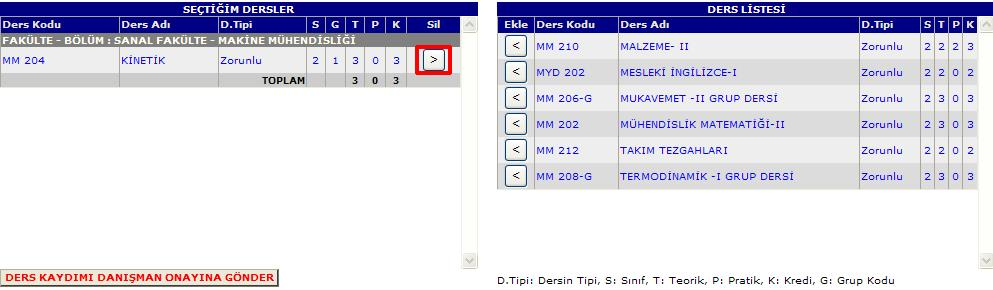 SEÇTİĞİM DERSLER
Ders Kodu Ders Adı D.Tipi S G T P K Sil
FAKÜLTE - BÖLÜM : SANAL FAKÜLTE - MAKİNE MÜHENDİSLİĞİ
MM 204 KİNETİK Zorunlu 2 1 3 0 3 >
TOPLAM 3 0 3
DERS KAYDIMI DANIŞMAN ONAYINA GÖNDER
DERS LİSTESİ
Ekle Ders Kodu Ders Adı D.Tipi S T P K
< MM 210 MALZEME- II Zorunlu 2 2 2 3
< MYD 202 MESLEKİ İNGİLİZCE-I Zorunlu 2 2 0 2
< MM 206-G MUKAVEMET -II GRUP DERSİ Zorunlu 2 3 0 3
< MM 202 MÜHENDİSLİK MATEMATİĞİ-II Zorunlu 2 3 0 3
< MM 212 TAKIM TEZGAHLARI Zorunlu 2 2 0 2
< MM 208-G TERMODİNAMİK -I GRUP DERSİ Zorunlu 2 3 0 3
D.Tipi: Dersin Tipi, S: Sınıf, T: Teorik, P: Pratik, K: Kredi, G: Grup Kodu